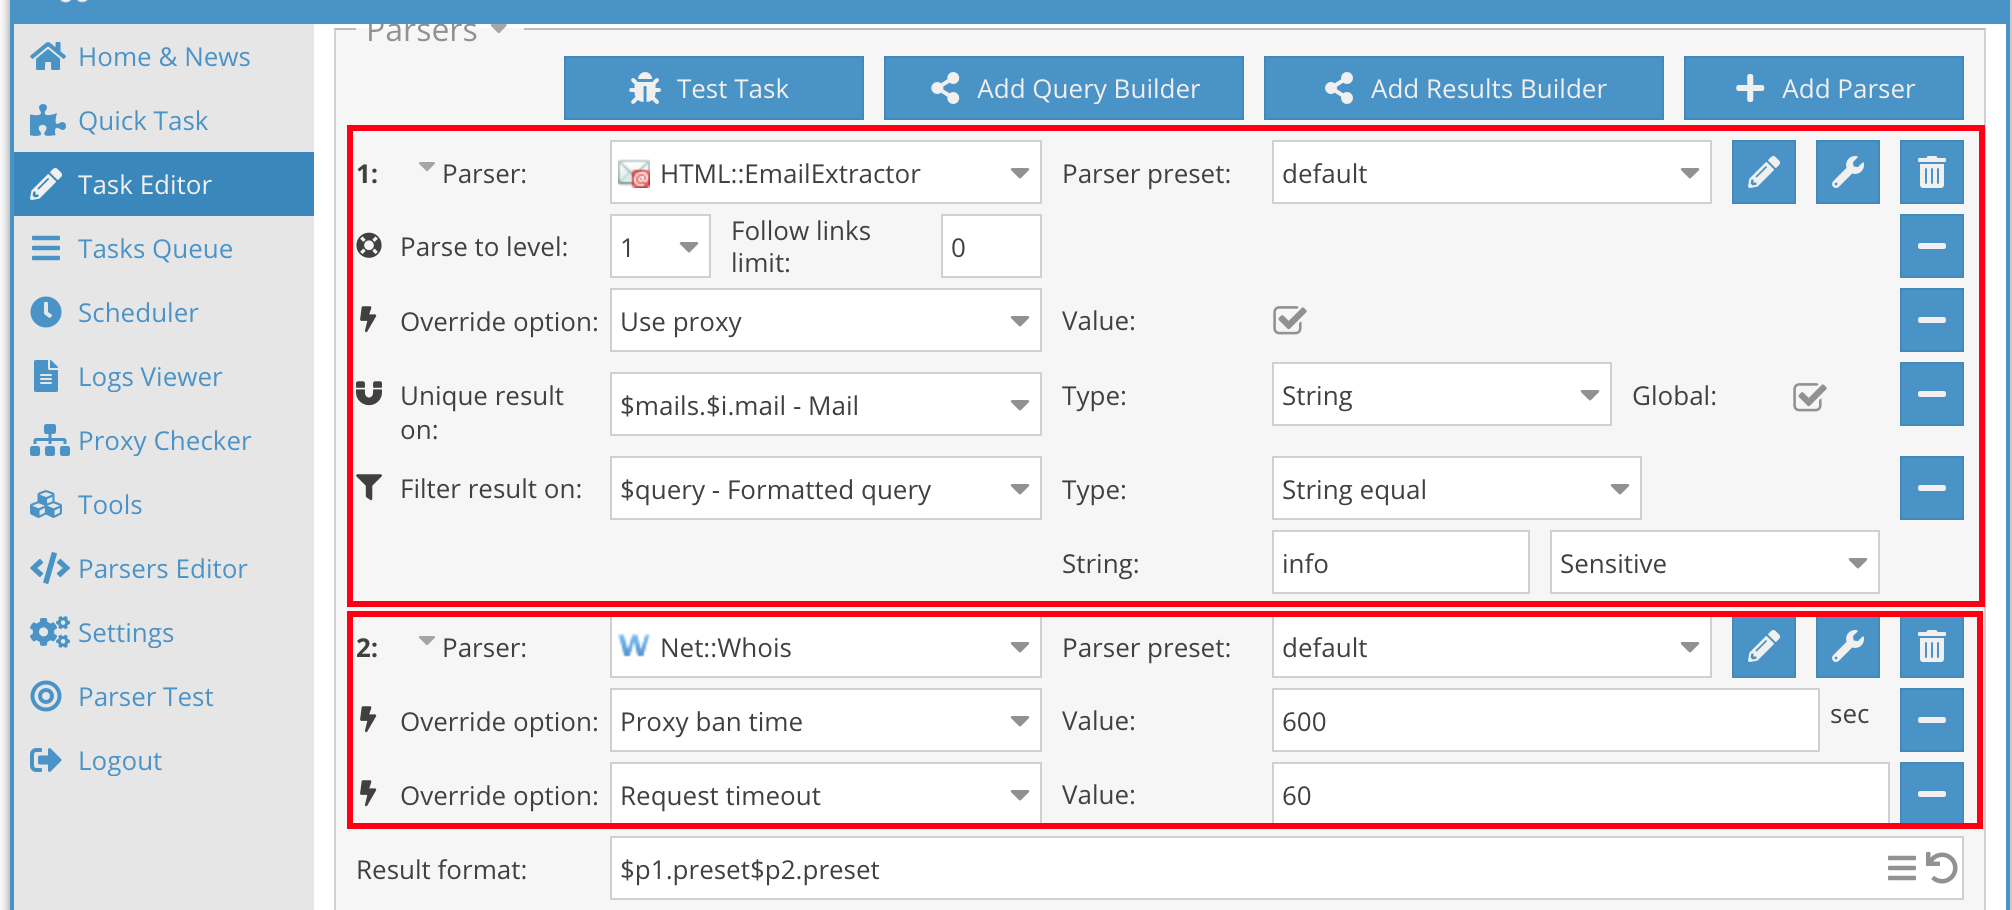 Parsers
Home & News
Quick Task
Task Editor
Tasks Queue
Scheduler
Logs Viewer
Proxy Checker
Tools
Parsers Editor
Settings
Parser Test
Logout
Test Task
Add Query Builder
Add Results Builder
Add Parser
1: Parser: HTML::EmailExtractor Parser preset: default
Parse to level: 1 Follow links limit: 0
Override option: Use proxy Value:
Unique result on: $mails.$i.mail - Mail Type: String Global:
Filter result on: $query - Formatted query Type: String equal
String: info Sensitive
2: Parser: W Net::Whois Parser preset: default
Override option: Proxy ban time Value: 600 sec
Override option: Request timeout Value: 60
Result format: $p1.preset$p2.preset